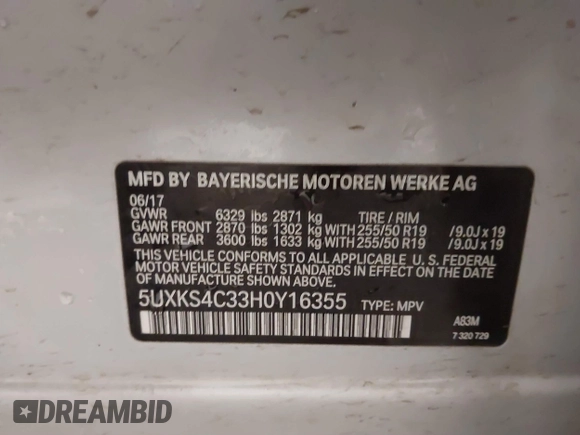 MFD BY BAYERISCHE MOTOREN WERKE AG
06/17
GVWR 6329 lbs 2871 kg TIRE / RIM
GAWR FRONT 2870 lbs 1302 kg WITH 255/50 R19 /9.0J x 19
GAWR REAR 3600 lbs 1633 kg WITH 255/50 R19 /9.0J x 19
THIS VEHICLE CONFORMS TO ALL APPLICABLE U. S. FEDERAL
MOTOR VEHICLE SAFETY STANDARDS IN EFFECT ON THE DATE OF
MANUFACTURE SHOWN ABOVE.
5UXKS4C33H0Y16355 TYPE: MPV
A83M
7 320 729
DREAMBID